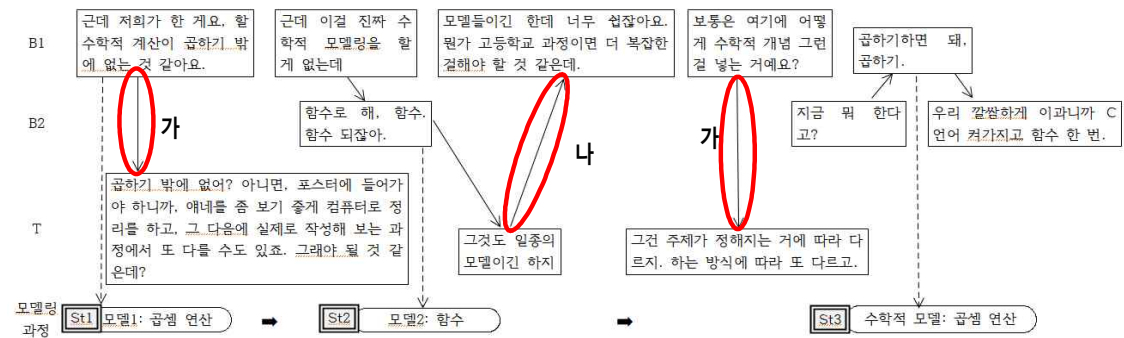 B1
근데 저희가 한 게요, 할
수학적 계산이 곱하기 밖
에 없는 것 같아요.
근데 이걸 진짜 수
학적 모델링을 할
게 없는데
모델들이긴 한데 너무 쉽잖아요.
뭔가 고등학교 과정이면 더 복잡한
걸해야 할 것 같은데.
보통은 여기에 어떻
게 수학적 개념 그런
걸 넣는 거예요?
곱하기하면 돼,
곱하기.
B2
가
함수로 해, 함수.
함수 되잖아.
나
가
지금 뭐 한다
고?
우리 깔쌈하게 이과니까 C
언어 켜가지고 함수 한 번.
T
곱하기 밖에 없어? 아니면, 포스터에 들어가
야 하니까, 얘네를 좀 보기 좋게 컴퓨터로 정
리를 하고, 그 다음에 실제로 작성해 보는 과
정에서 또 다를 수도 있죠. 그래야 될 것 같
은데?
그것도 일종의
모델이긴 하지
그건 주제가 정해지는 거에 따라 다
르지. 하는 방식에 따라 또 다르고.
모델링
과정
St1 모델1: 곱셈 연산
St2 모델2: 함수
St3 수학적 모델: 곱셈 연산